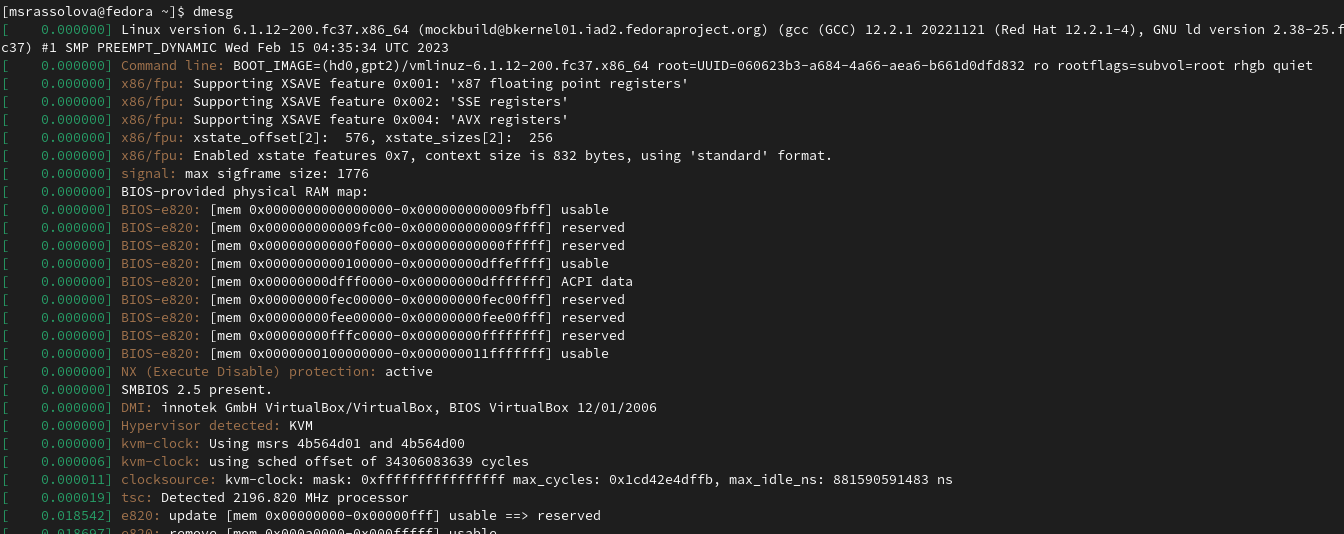 [msrassolova@fedora ~]$ dmesg
[    0.000000] Linux version 6.1.12-200.fc37.x86_64 (mockbuild@bkernel01.iad2.fedoraproject.org) (gcc (GCC) 12.2.1 20221121 (Red Hat 12.2.1-4), GNU ld version 2.38-25.f
c37) #1 SMP PREEMPT_DYNAMIC Wed Feb 15 04:35:34 UTC 2023
[    0.000000] Command line: BOOT_IMAGE=(hd0,gpt2)/vmlinuz-6.1.12-200.fc37.x86_64 root=UUID=060623b3-a684-4a66-aea6-b661d0dfd832 ro rootflags=subvol=root rhgb quiet
[    0.000000] x86/fpu: Supporting XSAVE feature 0x001: 'x87 floating point registers'
[    0.000000] x86/fpu: Supporting XSAVE feature 0x002: 'SSE registers'
[    0.000000] x86/fpu: Supporting XSAVE feature 0x004: 'AVX registers'
[    0.000000] x86/fpu: xstate_offset[2]:  576, xstate_sizes[2]:  256
[    0.000000] x86/fpu: Enabled xstate features 0x7, context size is 832 bytes, using 'standard' format.
[    0.000000] signal: max sigframe size: 1776
[    0.000000] BIOS-provided physical RAM map:
[    0.000000] BIOS-e820: [mem 0x0000000000000000-0x000000000009fbff] usable
[    0.000000] BIOS-e820: [mem 0x000000000009fc00-0x000000000009ffff] reserved
[    0.000000] BIOS-e820: [mem 0x00000000000f0000-0x00000000000fffff] reserved
[    0.000000] BIOS-e820: [mem 0x0000000000100000-0x00000000dffeffff] usable
[    0.000000] BIOS-e820: [mem 0x00000000dfff0000-0x00000000dfffffff] ACPI data
[    0.000000] BIOS-e820: [mem 0x00000000fec00000-0x00000000fec00fff] reserved
[    0.000000] BIOS-e820: [mem 0x00000000fee00000-0x00000000fee00fff] reserved
[    0.000000] BIOS-e820: [mem 0x00000000fffc0000-0x00000000ffffffff] reserved
[    0.000000] BIOS-e820: [mem 0x0000000100000000-0x000000011fffffff] usable
[    0.000000] NX (Execute Disable) protection: active
[    0.000000] SMBIOS 2.5 present.
[    0.000000] DMI: innotek GmbH VirtualBox/VirtualBox, BIOS VirtualBox 12/01/2006
[    0.000000] Hypervisor detected: KVM
[    0.000000] kvm-clock: Using msrs 4b564d01 and 4b564d00
[    0.000006] kvm-clock: using sched offset of 34306083639 cycles
[    0.000011] clocksource: kvm-clock: mask: 0xffffffffffffffff max_cycles: 0x1cd42e4dffb, max_idle_ns: 881590591483 ns
[    0.000019] tsc: Detected 2196.820 MHz processor
[    0.018542] e820: update [mem 0x00000000-0x00000fff] usable ==> reserved
[    0.018697] e820: remove [mem 0x000a0000-0x000fffff] usable